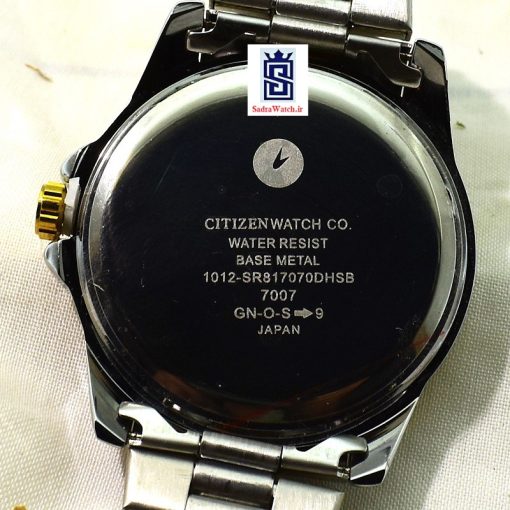 SadraWatch.ir
CITIZEN WATCH CO.
WATER RESIST
BASE METAL
1012-SR817070DHSB
7007
GN-O-S➡9
JAPAN